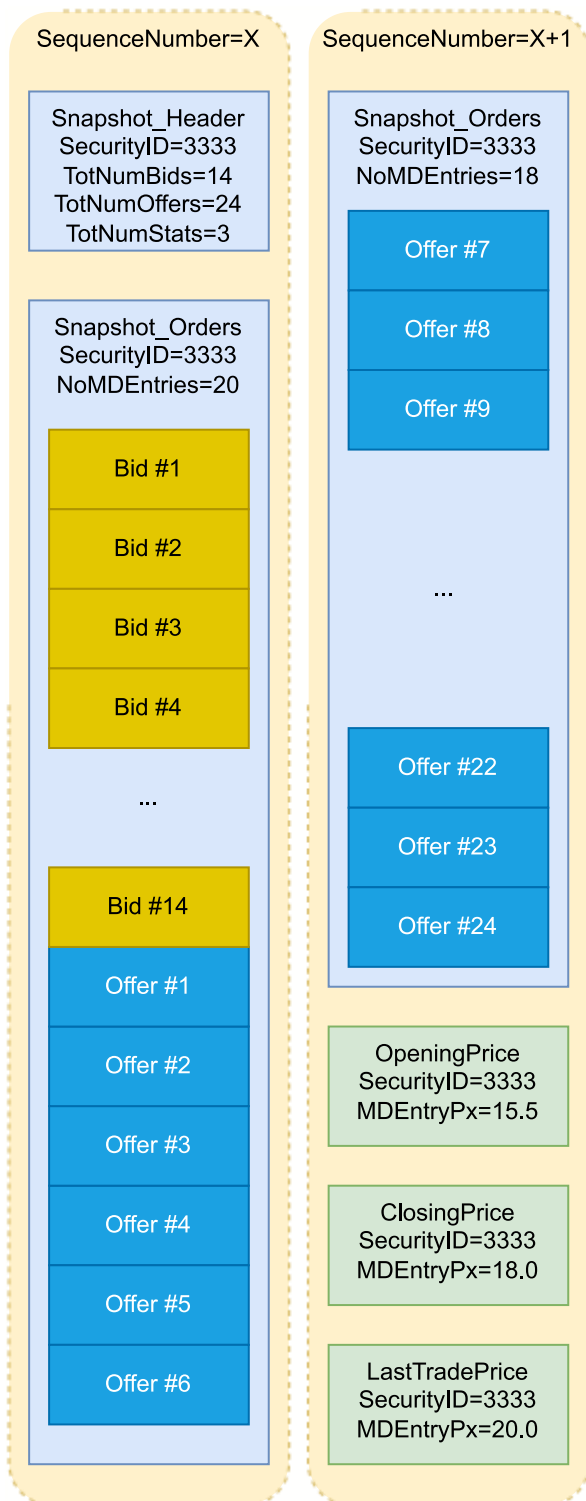 SequenceNumber=X
Snapshot_Header
SecurityID=3333
TotNumBids=14
TotNumOffers=24
TotNumStats=3
Snapshot_Orders
SecurityID=3333
NoMDEntries=20
Bid #1
Bid #2
Bid #3
Bid #4
...
Bid #14
Offer #1
Offer #2
Offer #3
Offer #4
Offer #5
Offer #6
SequenceNumber=X+1
Snapshot_Orders
SecurityID=3333
NoMDEntries=18
Offer #7
Offer #8
Offer #9
...
Offer #22
Offer #23
Offer #24
OpeningPrice
SecurityID=3333
MDEntryPx=15.5
ClosingPrice
SecurityID=3333
MDEntryPx=18.0
LastTradePrice
SecurityID=3333
MDEntryPx=20.0